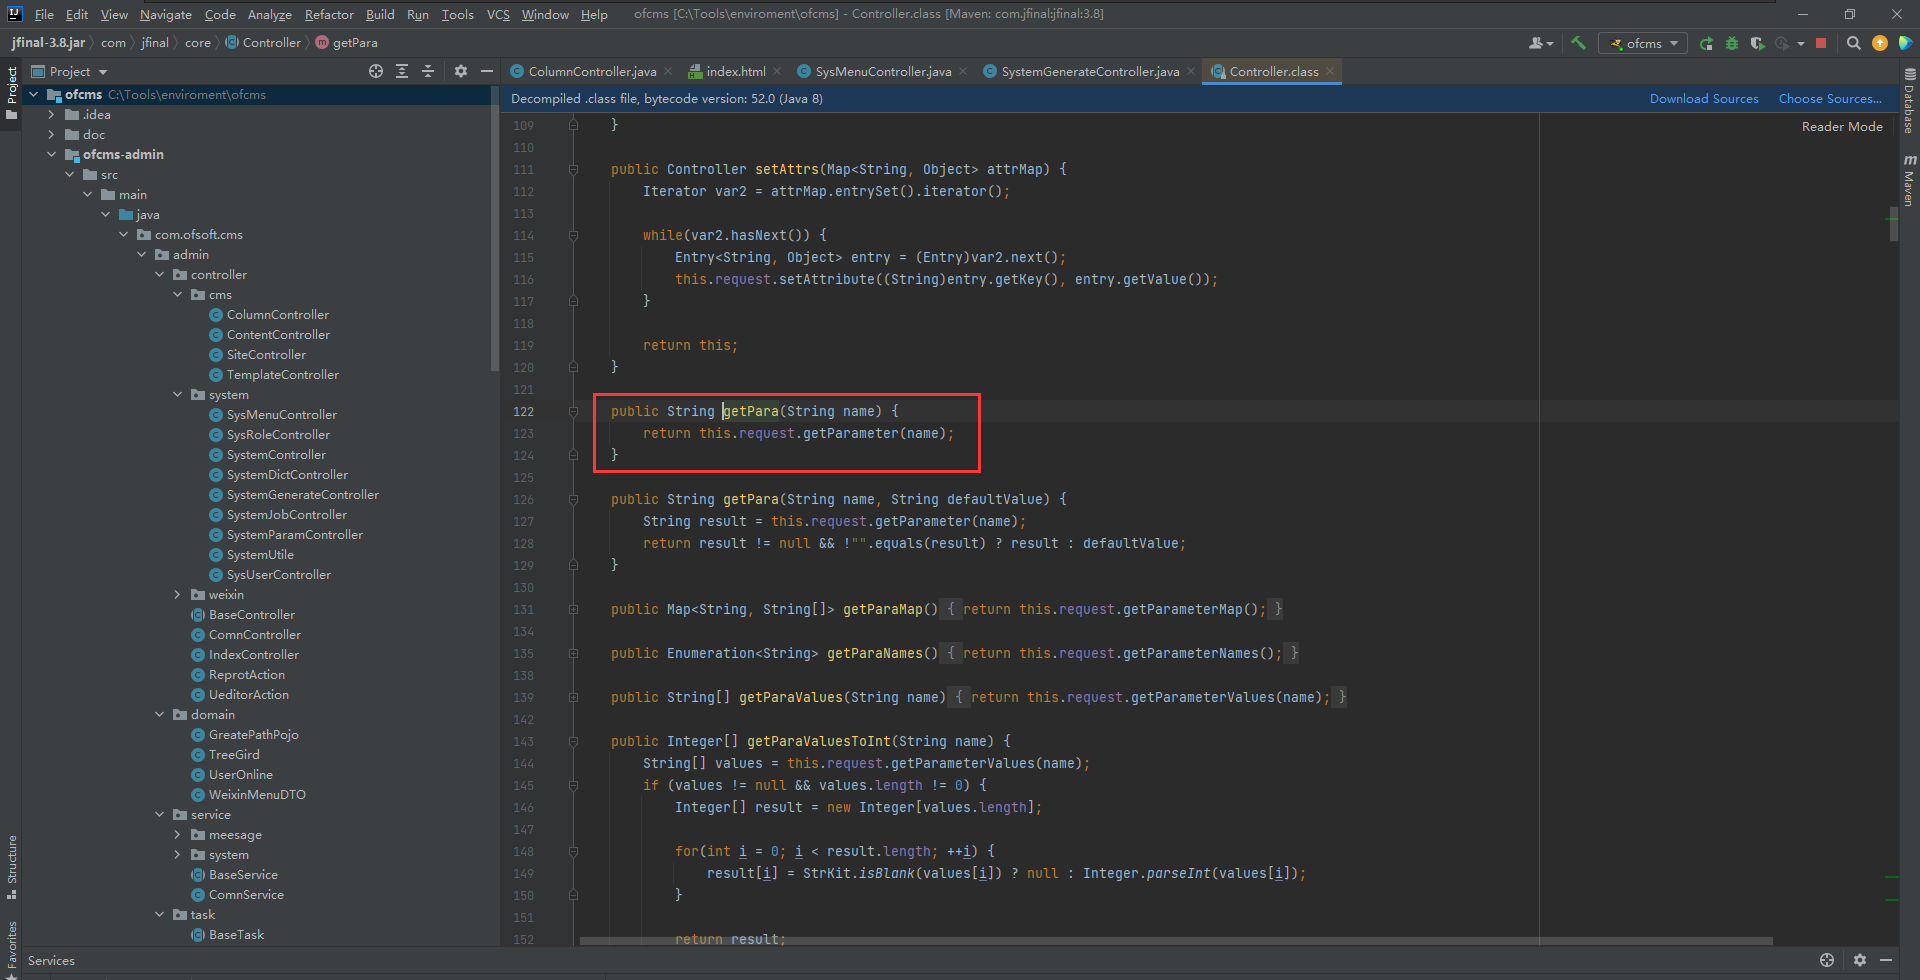 File Edit View Navigate Code Analyze Refactor Build Run Tools VCS Window Help ofcms [C:\Tools\enviroment\ofcms] - Controller.class [Maven: com.jfinal:jfinal:3.8]
jfinal-3.8.jar com jfinal core Controller getPara
ofcms
Project
ColumnController.java index.html SysMenuController.java SystemGenerateController.java Controller.class
Decompiled .class file, bytecode version: 52.0 (Java 8)
Download Sources Choose Sources...
Reader Mode
Project
Structure
Favorites
Database
Maven
ofcms C:\Tools\enviroment\ofcms
.idea
doc
ofcms-admin
src
main
java
com.ofsoft.cms
admin
controller
cms
ColumnController
ContentController
SiteController
TemplateController
system
SysMenuController
SysRoleController
SystemController
SystemDictController
SystemGenerateController
SystemJobController
SystemParamController
SystemUtile
SysUserController
weixin
BaseController
ComnController
IndexController
ReprotAction
UeditorAction
domain
GreatePathPojo
TreeGird
UserOnline
WeixinMenuDTO
service
meesage
system
BaseService
ComnService
task
BaseTask
109 }
110
111 public Controller setAttrs(Map<String, Object> attrMap) {
112 Iterator var2 = attrMap.entrySet().iterator();
113
114 while(var2.hasNext()) {
115 Entry<String, Object> entry = (Entry)var2.next();
116 this.request.setAttribute((String)entry.getKey(), entry.getValue());
117 }
118
119 return this;
120 }
121
122 public String getPara(String name) {
123 return this.request.getParameter(name);
124 }
125
126 public String getPara(String name, String defaultValue) {
127 String result = this.request.getParameter(name);
128 return result != null && !"".equals(result) ? result : defaultValue;
129 }
130
131 public Map<String, String[]> getParaMap() { return this.request.getParameterMap(); }
134
135 public Enumeration<String> getParaNames() { return this.request.getParameterNames(); }
138
139 public String[] getParaValues(String name) { return this.request.getParameterValues(name); }
142
143 public Integer[] getParaValuesToInt(String name) {
144 String[] values = this.request.getParameterValues(name);
145 if (values != null && values.length != 0) {
146 Integer[] result = new Integer[values.length];
147
148 for(int i = 0; i < result.length; ++i) {
149 result[i] = StrKit.isBlank(values[i]) ? null : Integer.parseInt(values[i]);
150 }
151
152 return result;
Services